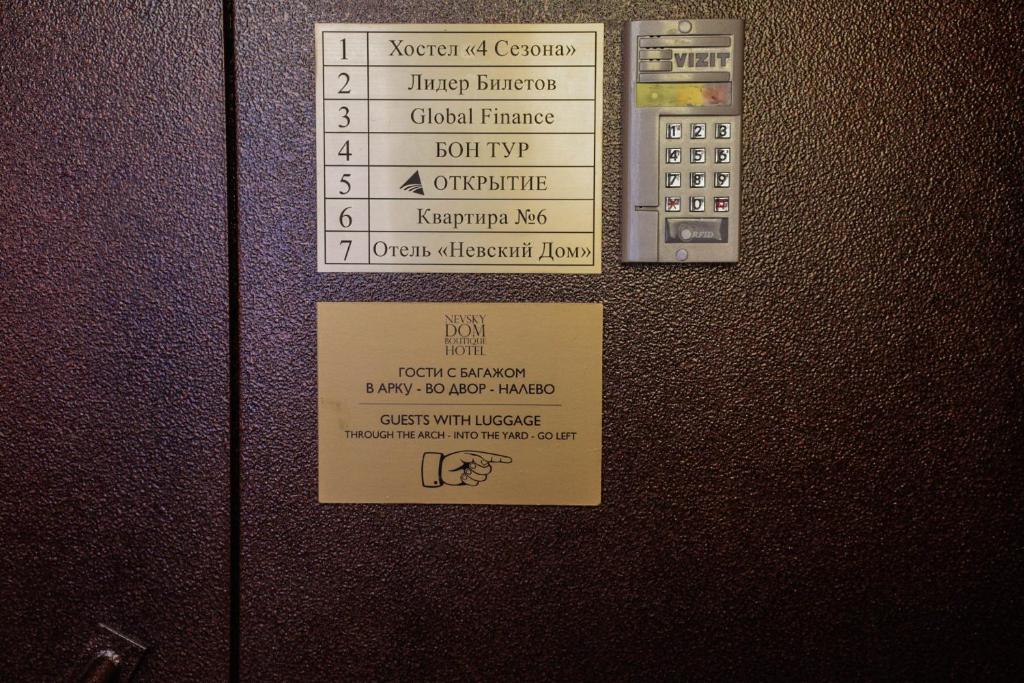 1 Хостел «4 Сезона»
2 Лидер Билетов
3 Global Finance
4 БОН ТУР
5 ОТКРЫТИЕ
6 Квартира №6
7 Отель «Невский Дом»
VIZIT
1 2 3
4 5 6
7 8 9
* 0 #
RFID
NEVSKY
DOM
BOUTIQUE
HOTEL
ГОСТИ С БАГАЖОМ
В АРКУ - ВО ДВОР - НАЛЕВО
GUESTS WITH LUGGAGE
THROUGH THE ARCH - INTO THE YARD - GO LEFT